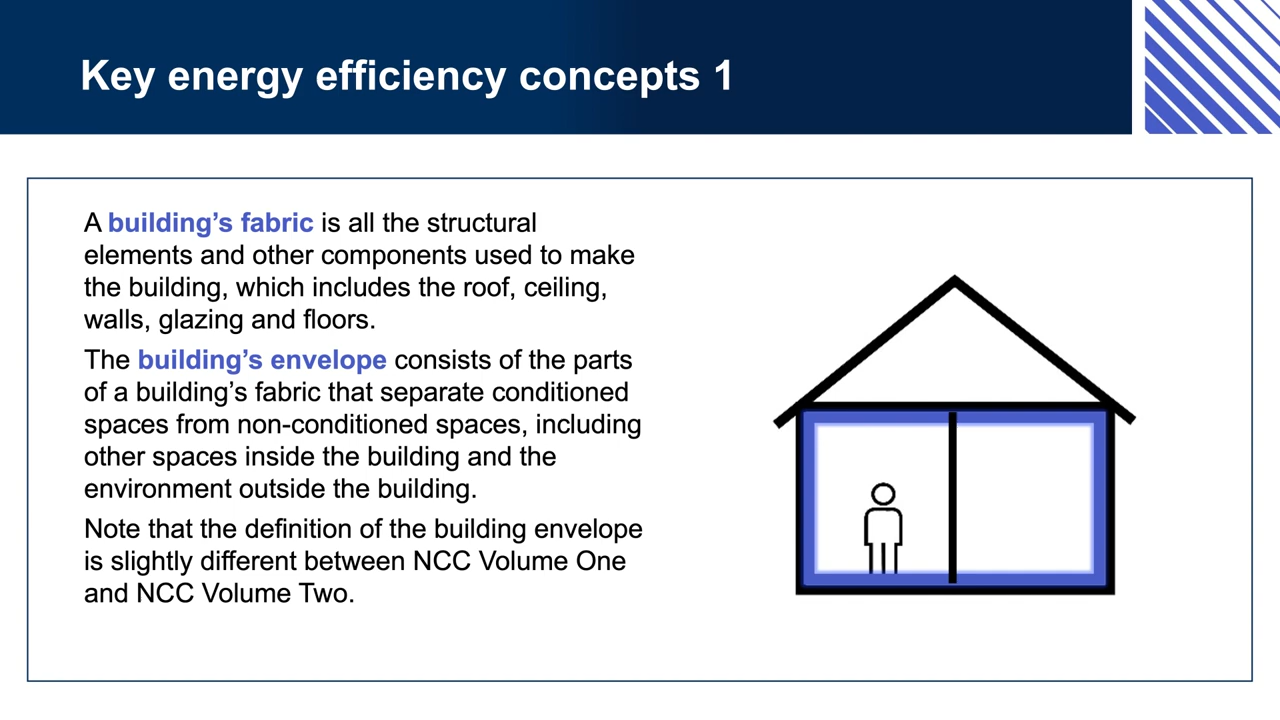 Key energy efficiency concepts 1
A building’s fabric is all the structural
elements and other components used to make
the building, which includes the roof, ceiling,
walls, glazing and floors.
The building’s envelope consists of the parts
of a building’s fabric that separate conditioned
spaces from non-conditioned spaces, including
other spaces inside the building and the
environment outside the building.
Note that the definition of the building envelope
is slightly different between NCC Volume One
and NCC Volume Two.